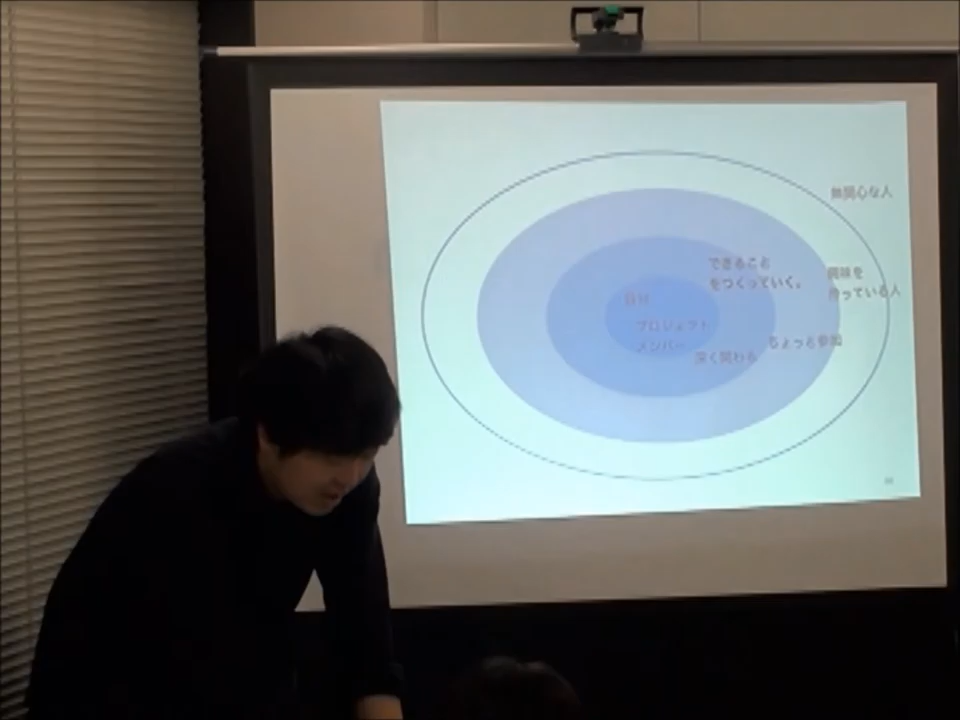 無関心な人
できること
をつくっていく。
興味を
持っている人
自分
プロジェクト
メンバー
ちょっと参加
深く関わる